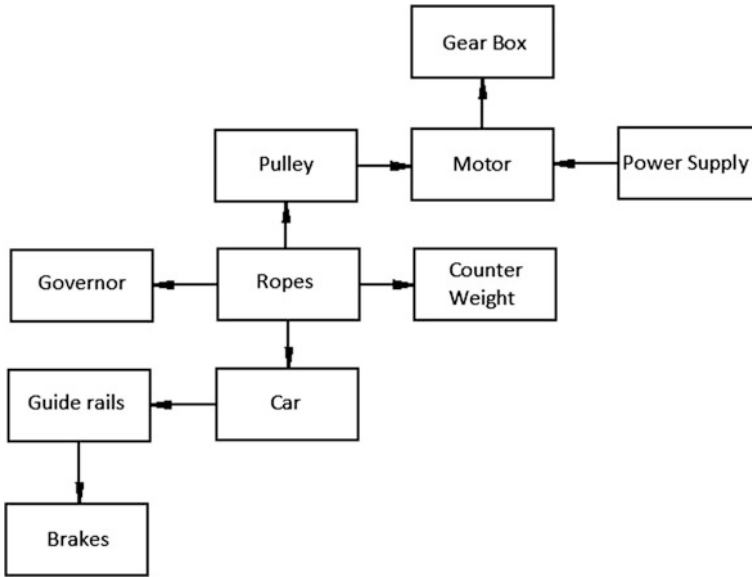 Gear Box
Pulley
Motor
Power Supply
Governor
Ropes
Counter
Weight
Guide rails
Car
Brakes